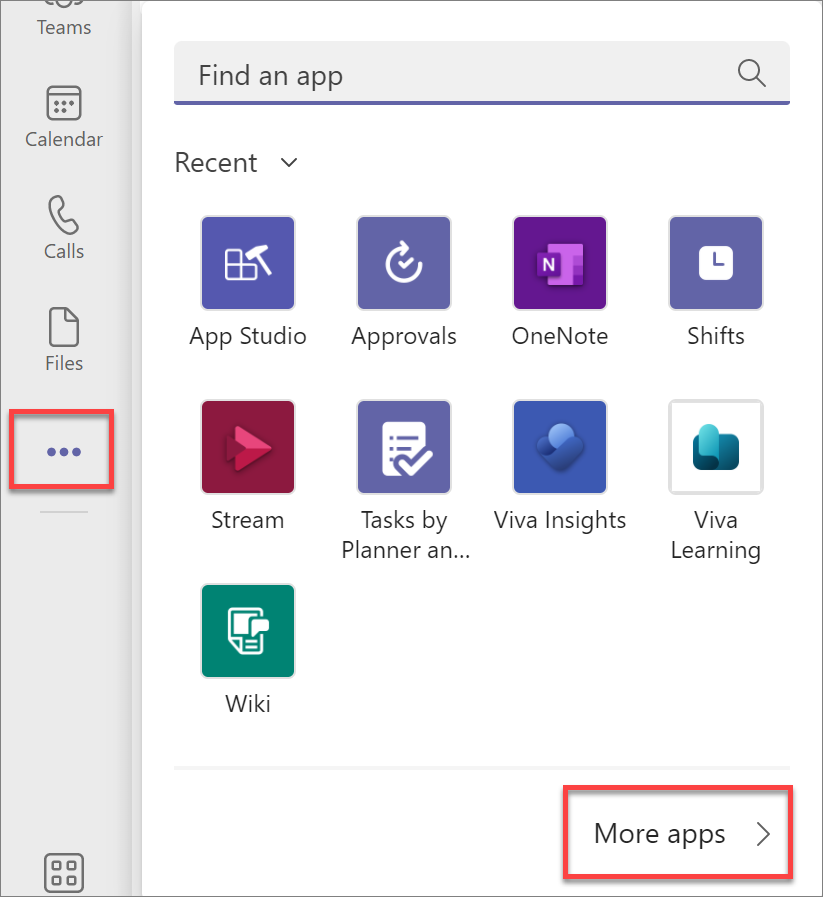 Teams
Calendar
Calls
Files
Find an app
Recent
App Studio
Approvals
OneNote
Shifts
Stream
Tasks by
Planner an...
Viva Insights
Viva
Learning
Wiki
More apps
N